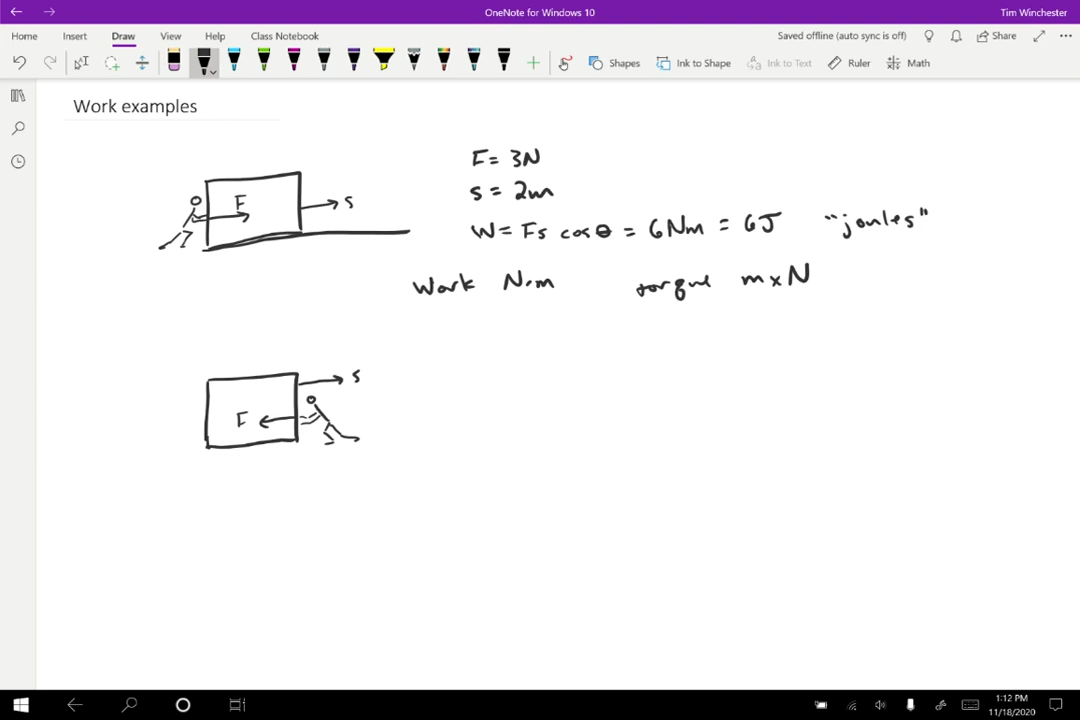 OneNote for Windows 10
Tim Winchester
Home Insert Draw View Help Class Notebook
Saved offline (auto sync is off) Share
Shapes Ink to Shape Ink to Text Ruler Math
Work examples
F = 3N
s = 2m
F s
W = Fs cos θ = 6Nm = 6J "joules"
Work N·m torque m×N
s
F
1:12 PM
11/18/2020